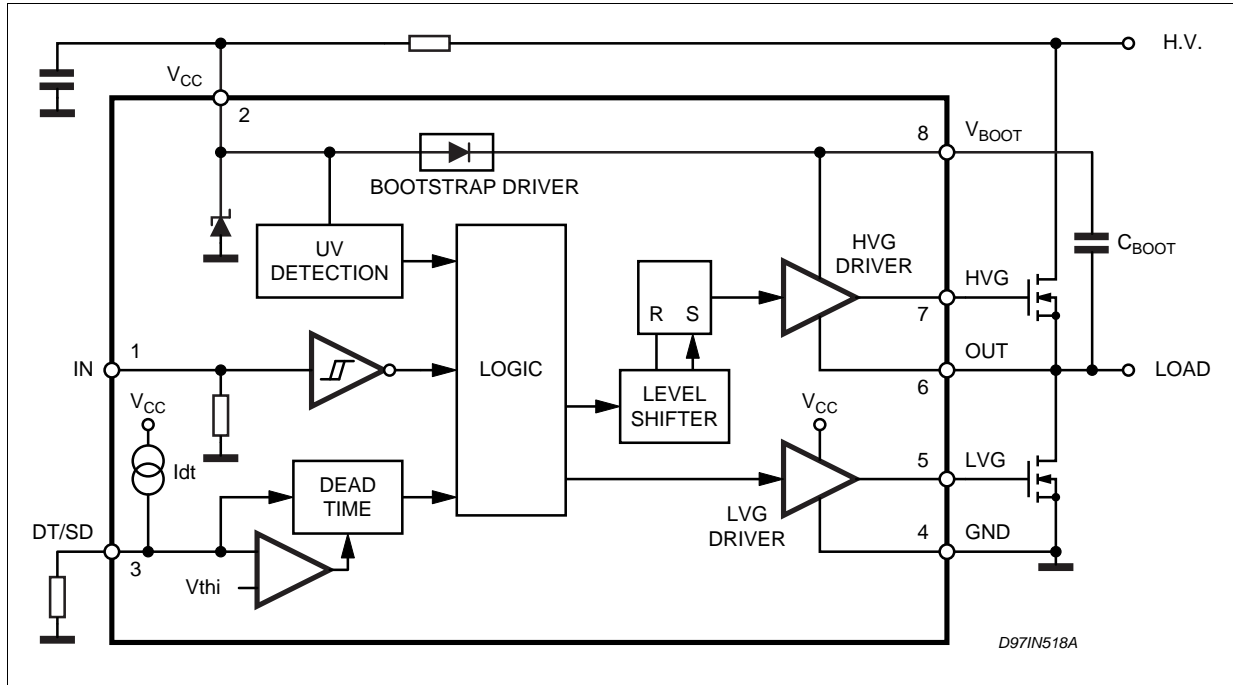 H.V.
VCC
2
8
VBOOT
BOOTSTRAP DRIVER
UV
DETECTION
HVG
DRIVER
CBOOT
HVG
R S
7
1
IN
LOGIC
OUT
LOAD
6
LEVEL
SHIFTER
VCC
VCC
Idt
5
LVG
DEAD
TIME
LVG
DRIVER
4
GND
DT/SD
3
Vthi
D97IN518A